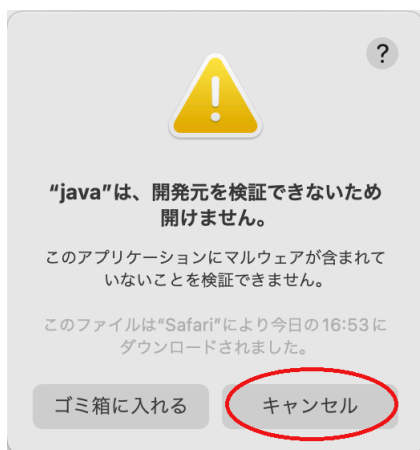 ?
“java”は、開発元を検証できないため
開けません。
このアプリケーションにマルウェアが含まれて
いないことを検証できません。
このファイルは“Safari”により今日の16:53に
ダウンロードされました。
ゴミ箱に入れる
キャンセル